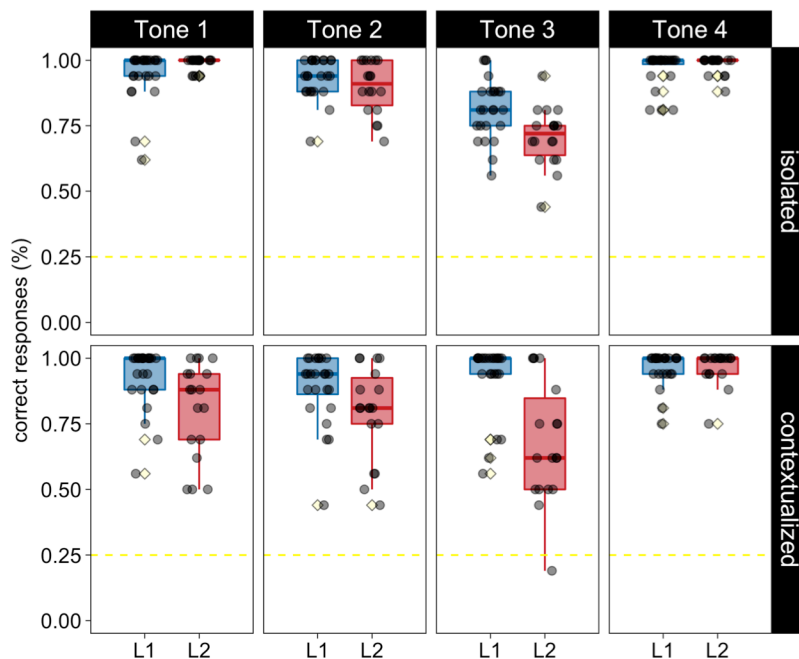 Tone 1 Tone 2 Tone 3 Tone 4
correct responses (%)
1.00
0.75
0.50
0.25
0.00
isolated
1.00
0.75
0.50
0.25
0.00
contextualized
L1 L2 L1 L2 L1 L2 L1 L2